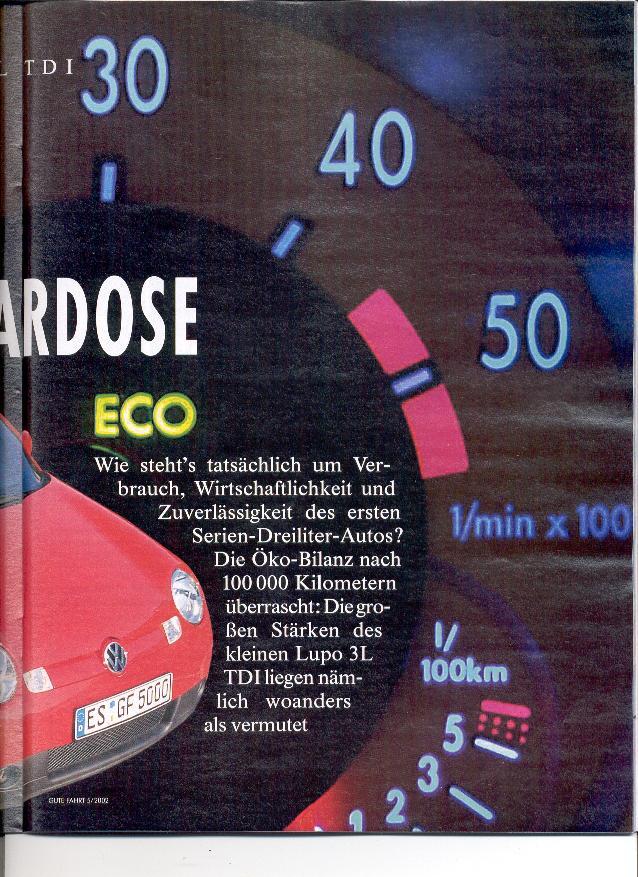 L TDI
30
40
50
ARDOSE
ECO
Wie steht's tatsächlich um Ver-
brauch, Wirtschaftlichkeit und
Zuverlässigkeit des ersten
Serien-Dreiliter-Autos?
Die Öko-Bilanz nach
100 000 Kilometern
überrascht: Die gro-
ßen Stärken des
kleinen Lupo 3L
TDI liegen näm-
lich woanders
als vermutet
1/min x 100
l/
100km
5
3
2
1
ES GF 5000
GUTE FAHRT 5/2002